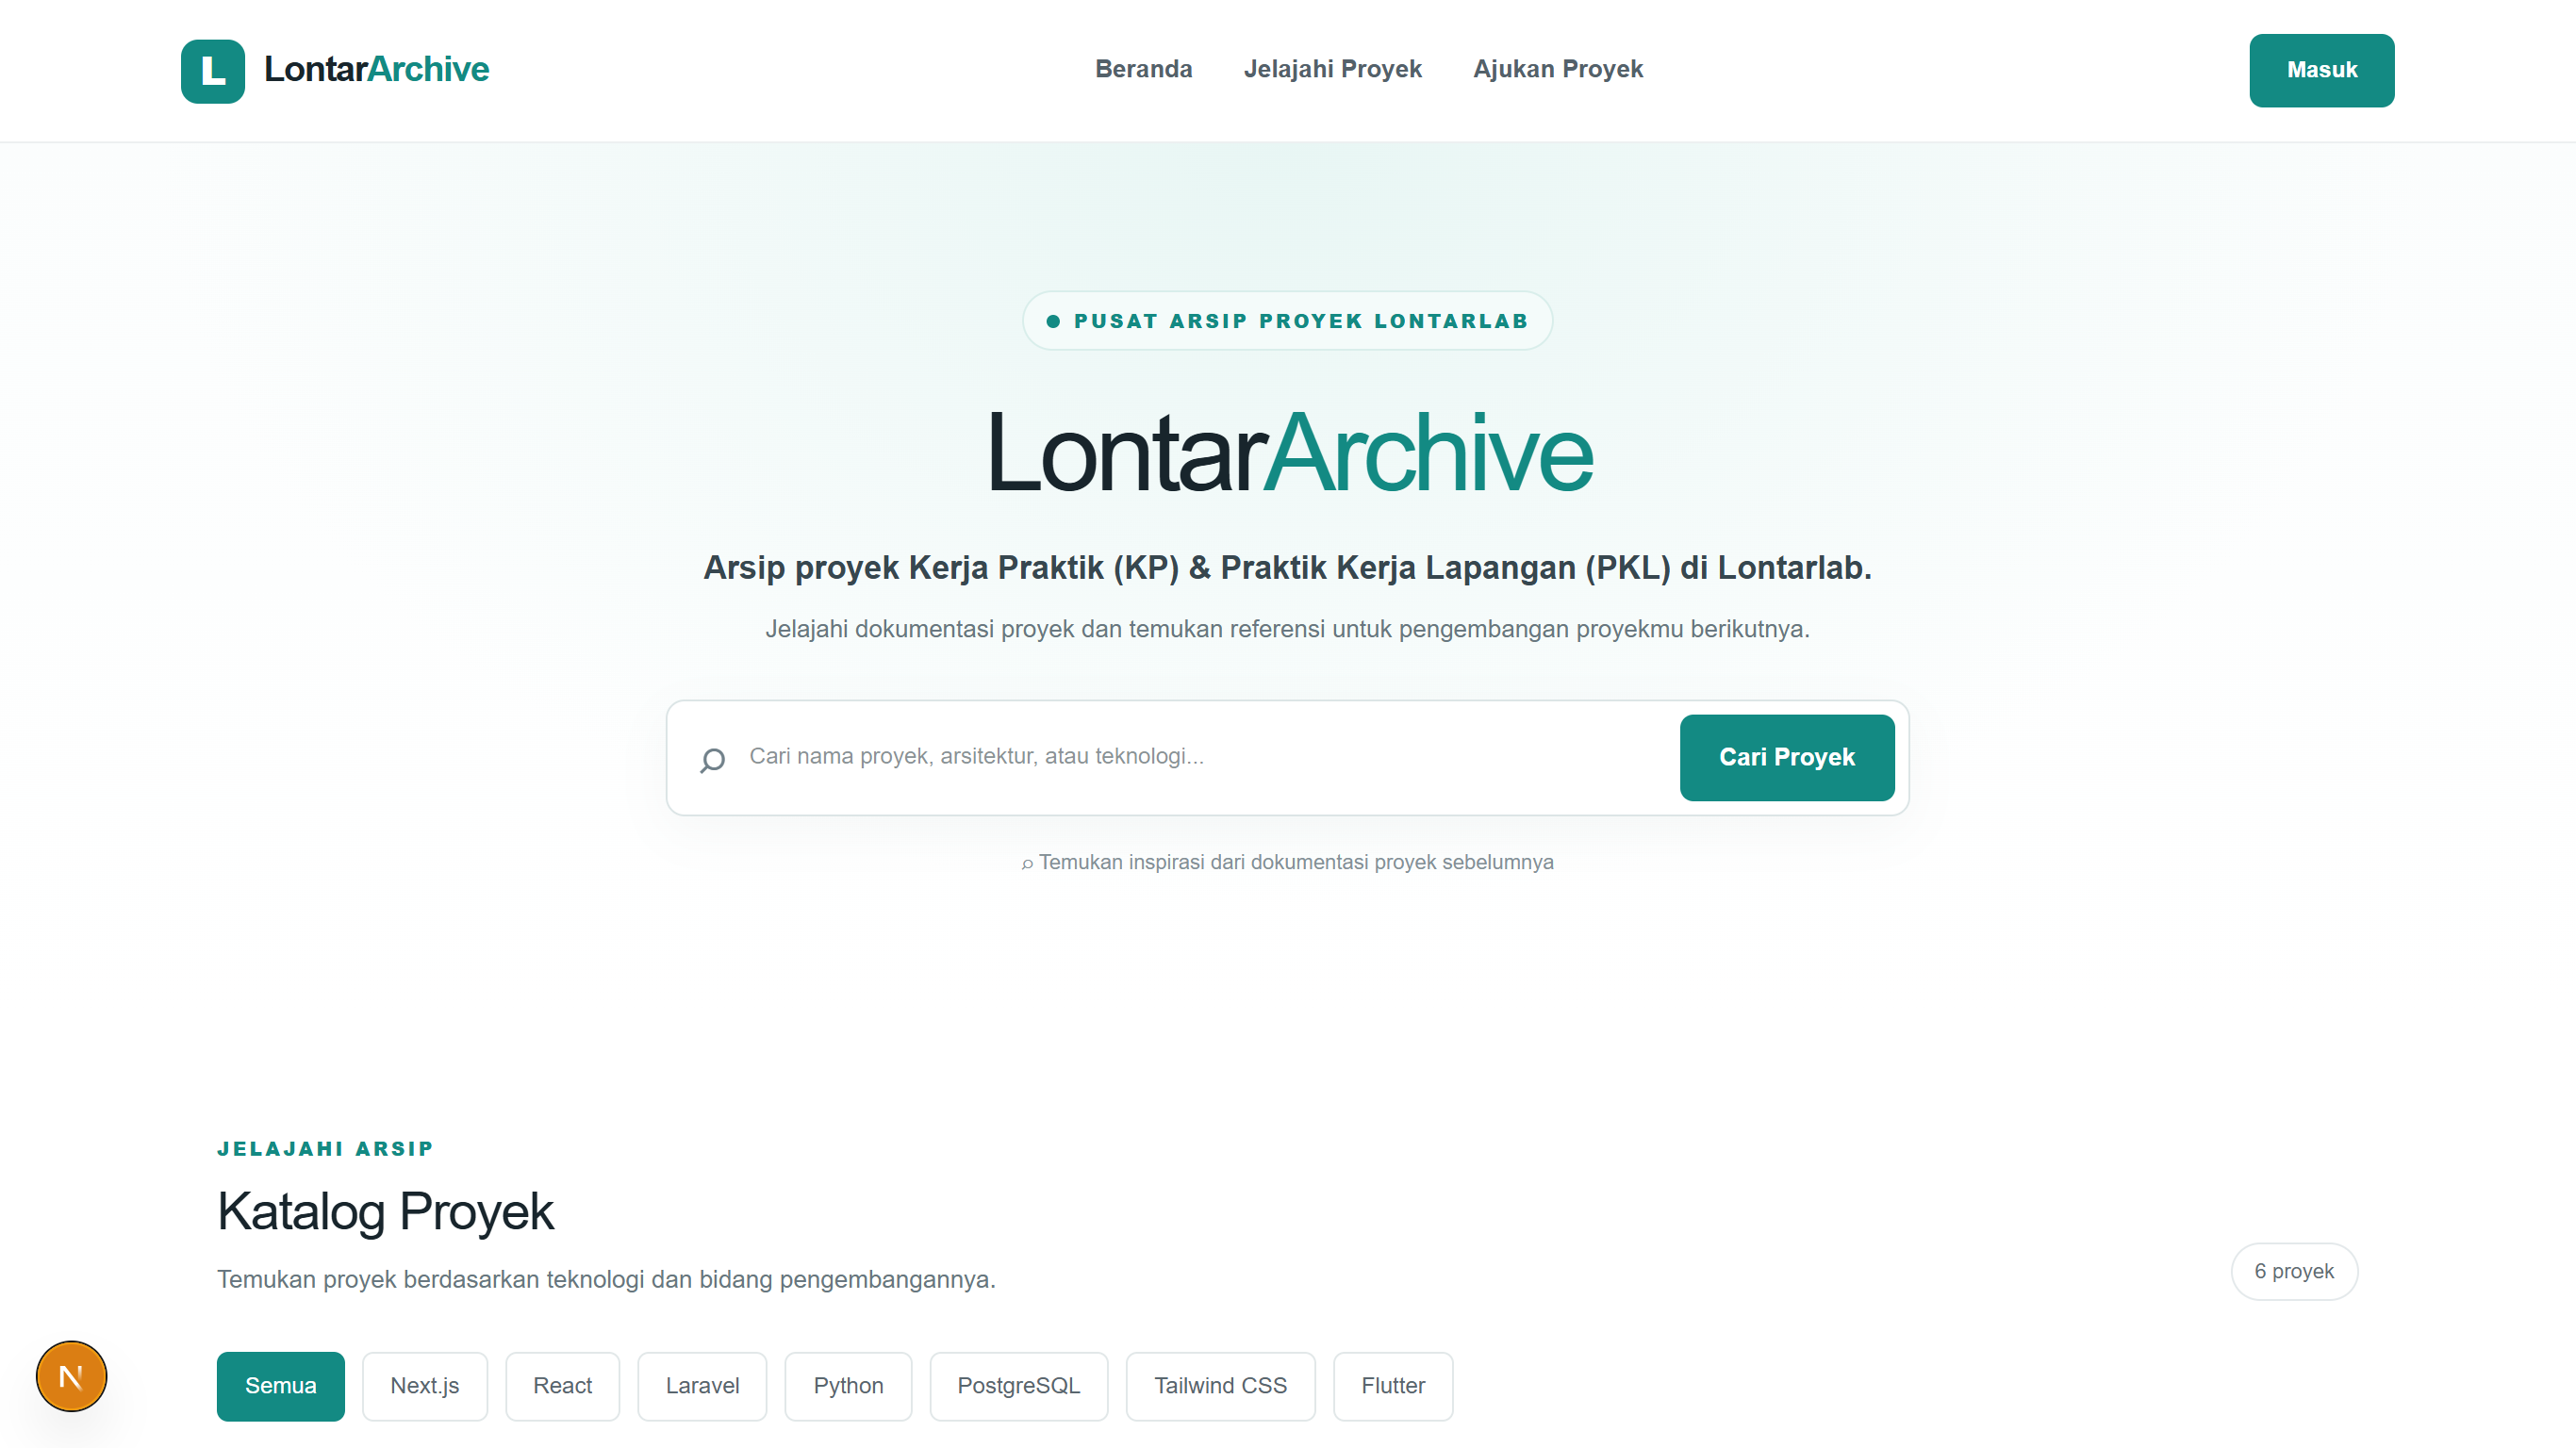 L LontarArchive
Beranda Jelajahi Proyek Ajukan Proyek
Masuk
PUSAT ARSIP PROYEK LONTARLAB
LontarArchive
Arsip proyek Kerja Praktik (KP) & Praktik Kerja Lapangan (PKL) di Lontarlab.
Jelajahi dokumentasi proyek dan temukan referensi untuk pengembangan proyekmu berikutnya.
Cari nama proyek, arsitektur, atau teknologi...
Cari Proyek
Temukan inspirasi dari dokumentasi proyek sebelumnya
JELAJAHI ARSIP
Katalog Proyek
Temukan proyek berdasarkan teknologi dan bidang pengembangannya.
6 proyek
N
Semua Next.js React Laravel Python PostgreSQL Tailwind CSS Flutter